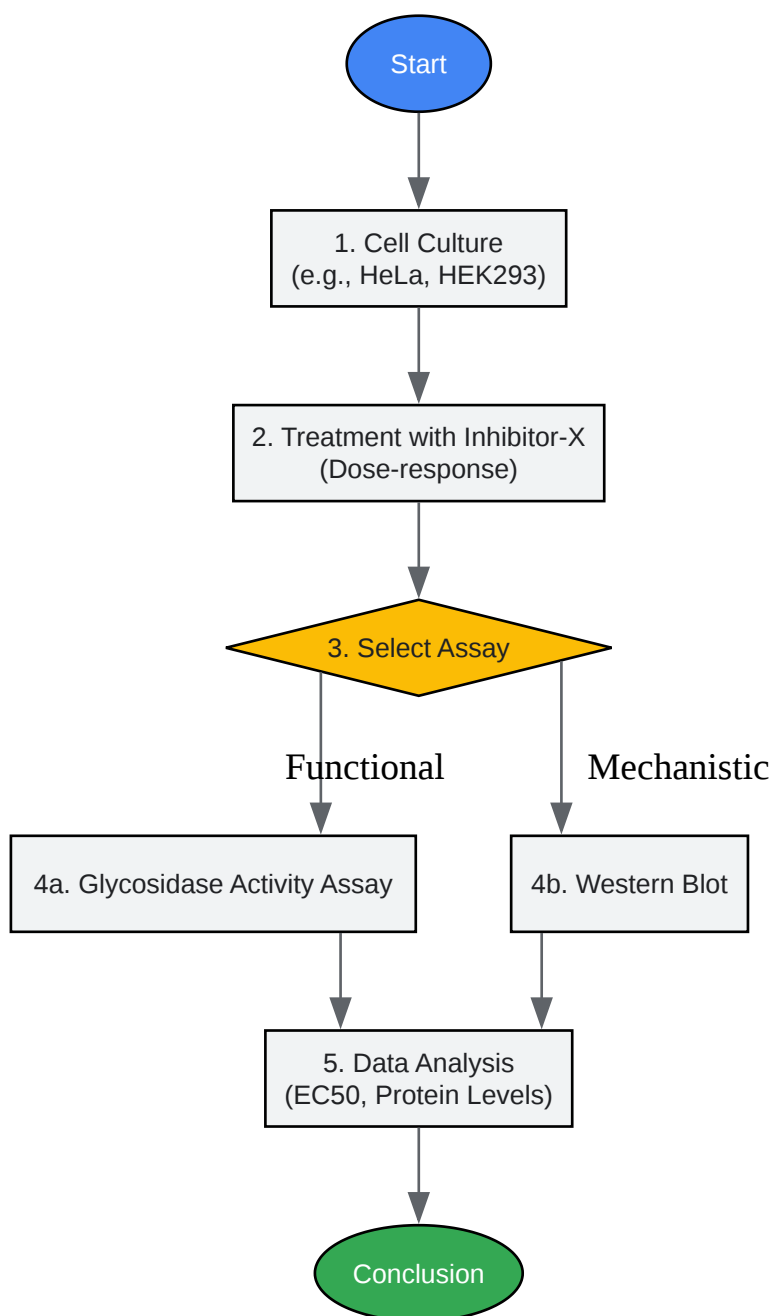 Start
1. Cell Culture
(e.g., HeLa, HEK293)
2. Treatment with Inhibitor-X
(Dose-response)
3. Select Assay
Functional
Mechanistic
4a. Glycosidase Activity Assay
4b. Western Blot
5. Data Analysis
(EC50, Protein Levels)
Conclusion